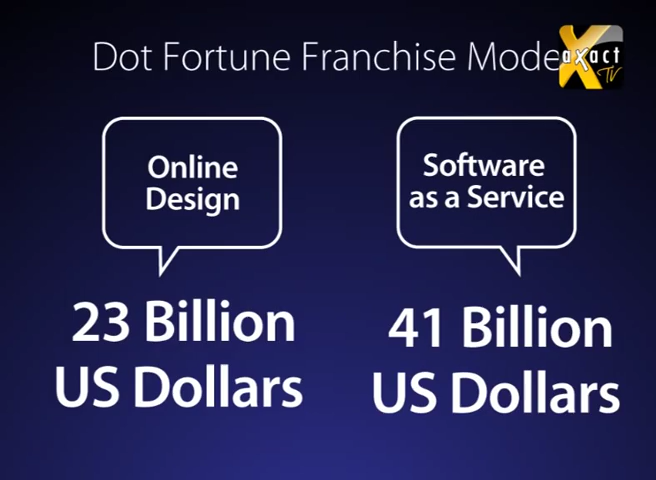 Dot Fortune Franchise Mode
axact
TV
Online
Design
Software
as a Service
23 Billion
US Dollars
41 Billion
US Dollars